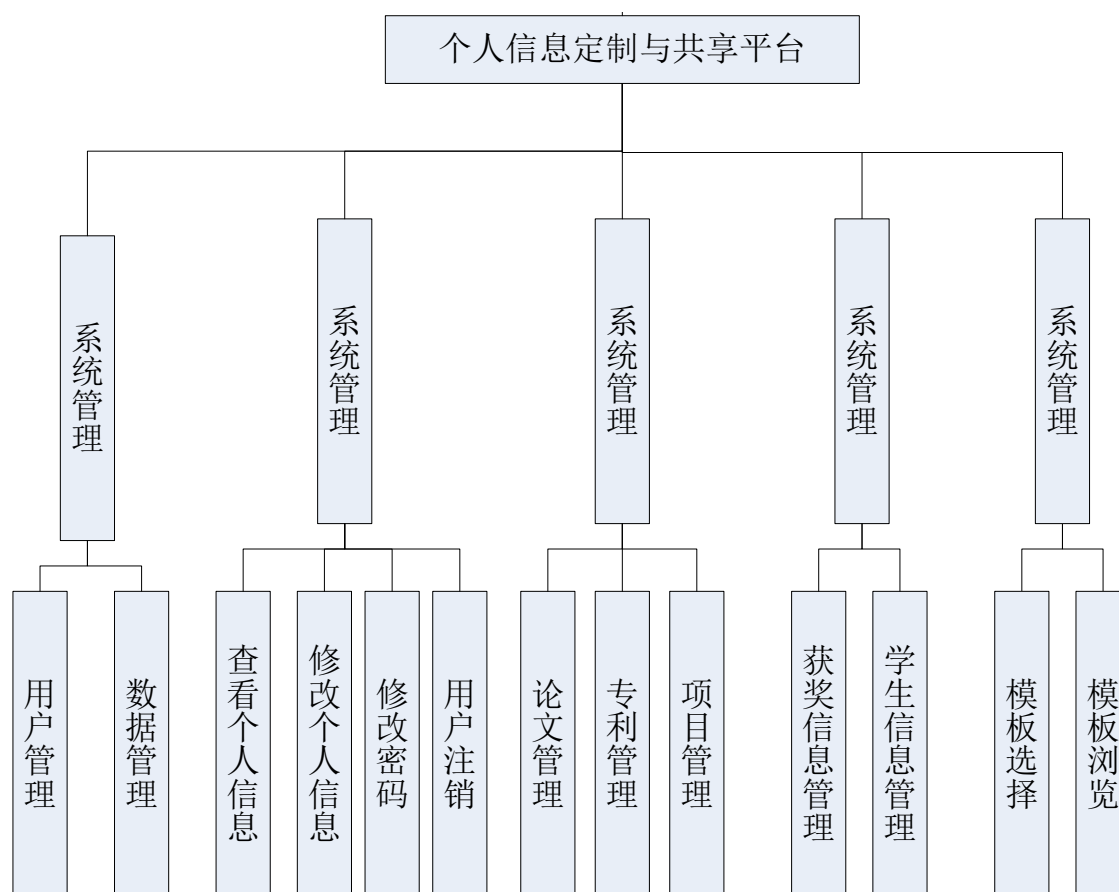 个人信息定制与共享平台
系统管理
系统管理
系统管理
系统管理
系统管理
用户管理
数据管理
查看个人信息
修改个人信息
修改密码
用户注销
论文管理
专利管理
项目管理
获奖信息管理
学生信息管理
模板选择
模板浏览